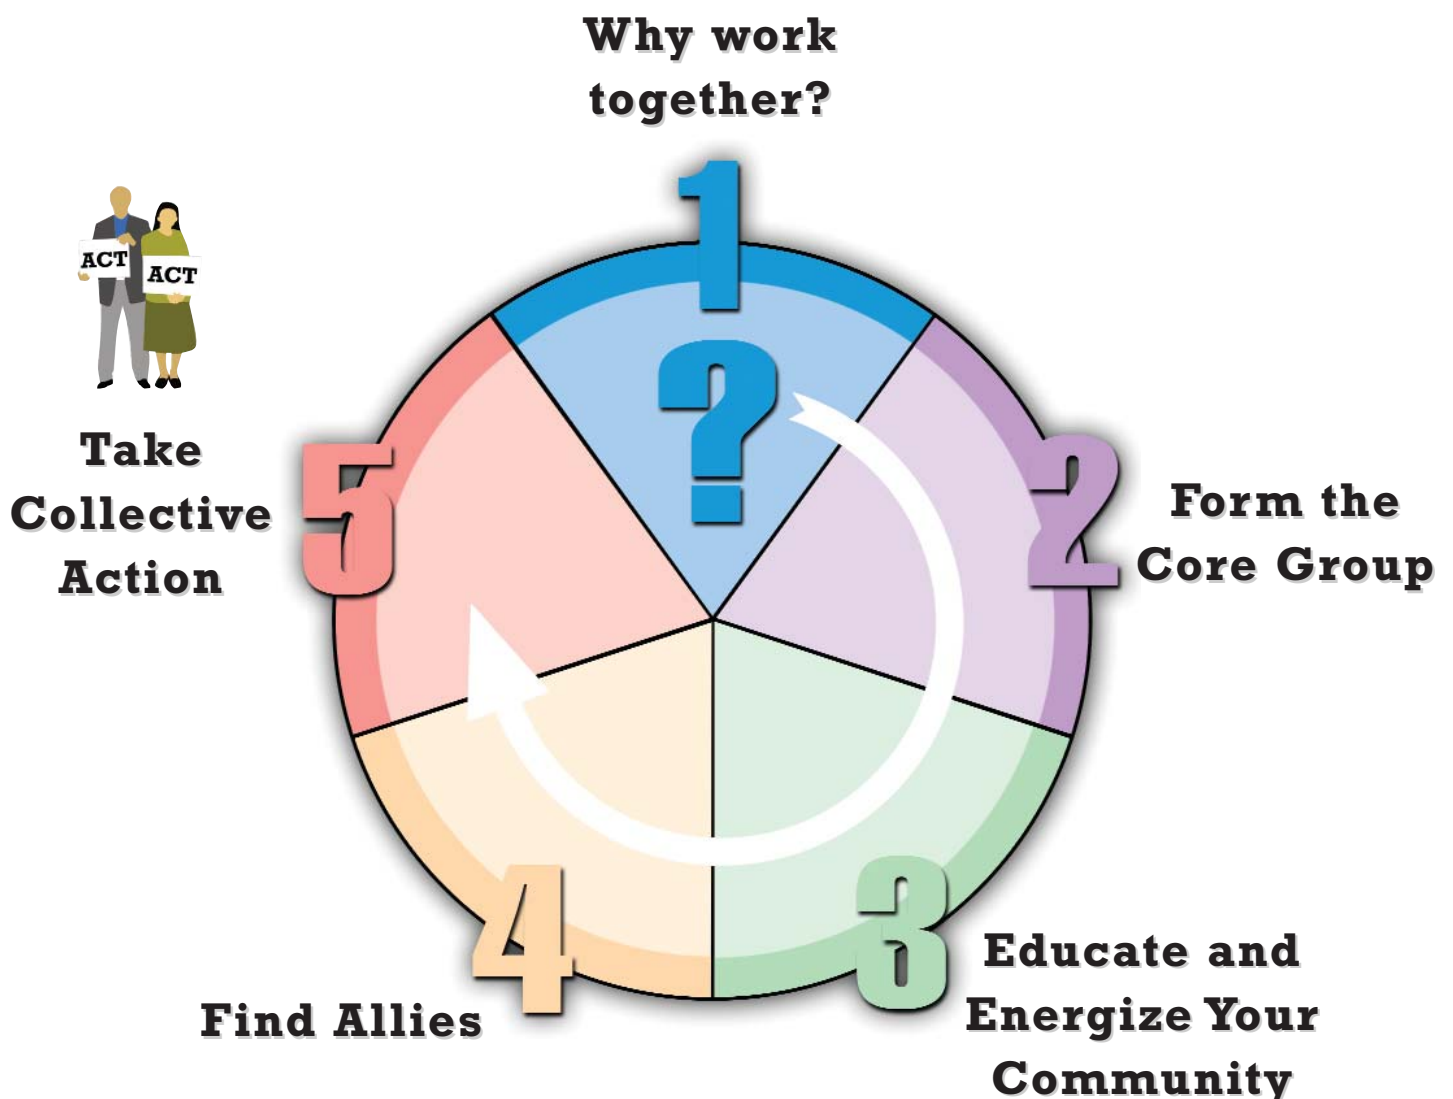 Why work
together?
1
?
2
Form the
Core Group
3
Educate and
Energize Your
Community
4
Find Allies
5
Take
Collective
Action
ACT
ACT